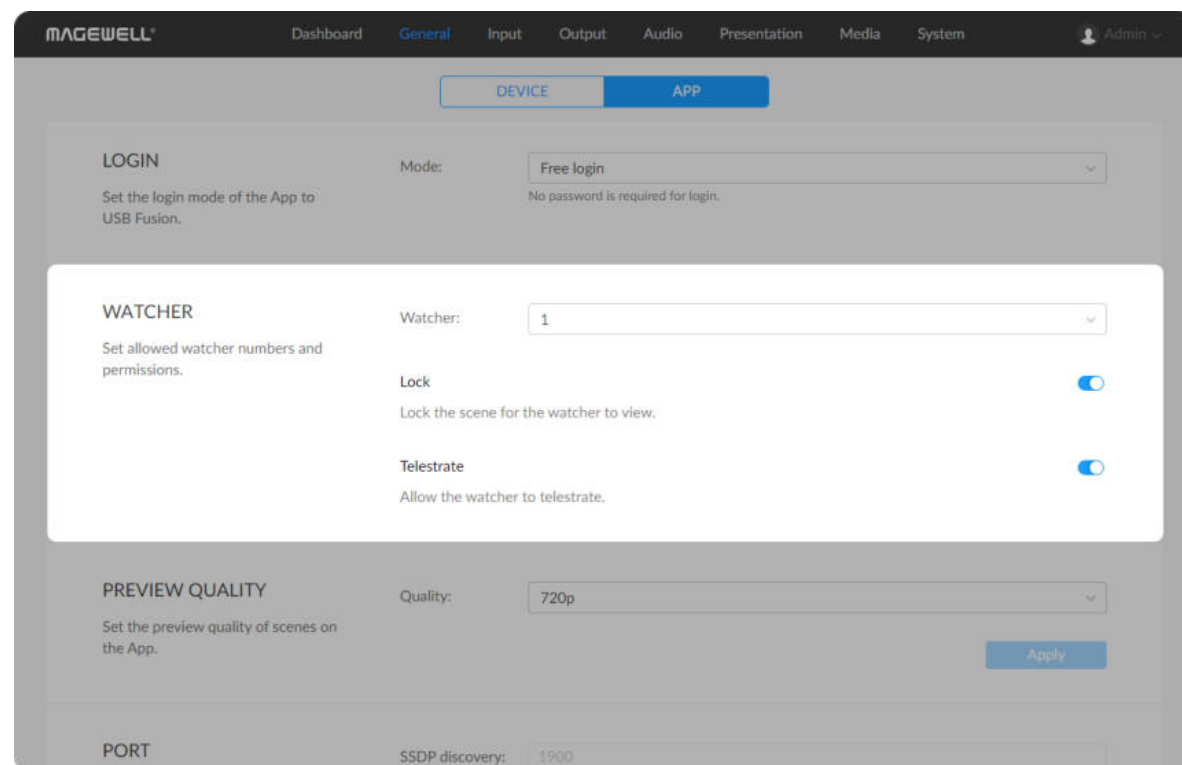 MAGEWELL®
Dashboard General Input Output Audio Presentation Media System Admin
DEVICE APP
LOGIN
Set the login mode of the App to
USB Fusion.
Mode: Free login
No password is required for login.
WATCHER
Set allowed watcher numbers and
permissions.
Watcher: 1
Lock
Lock the scene for the watcher to view.
Telestrate
Allow the watcher to telestrate.
PREVIEW QUALITY
Set the preview quality of scenes on
the App.
Quality: 720p
Apply
PORT
SSDP discovery: 1900